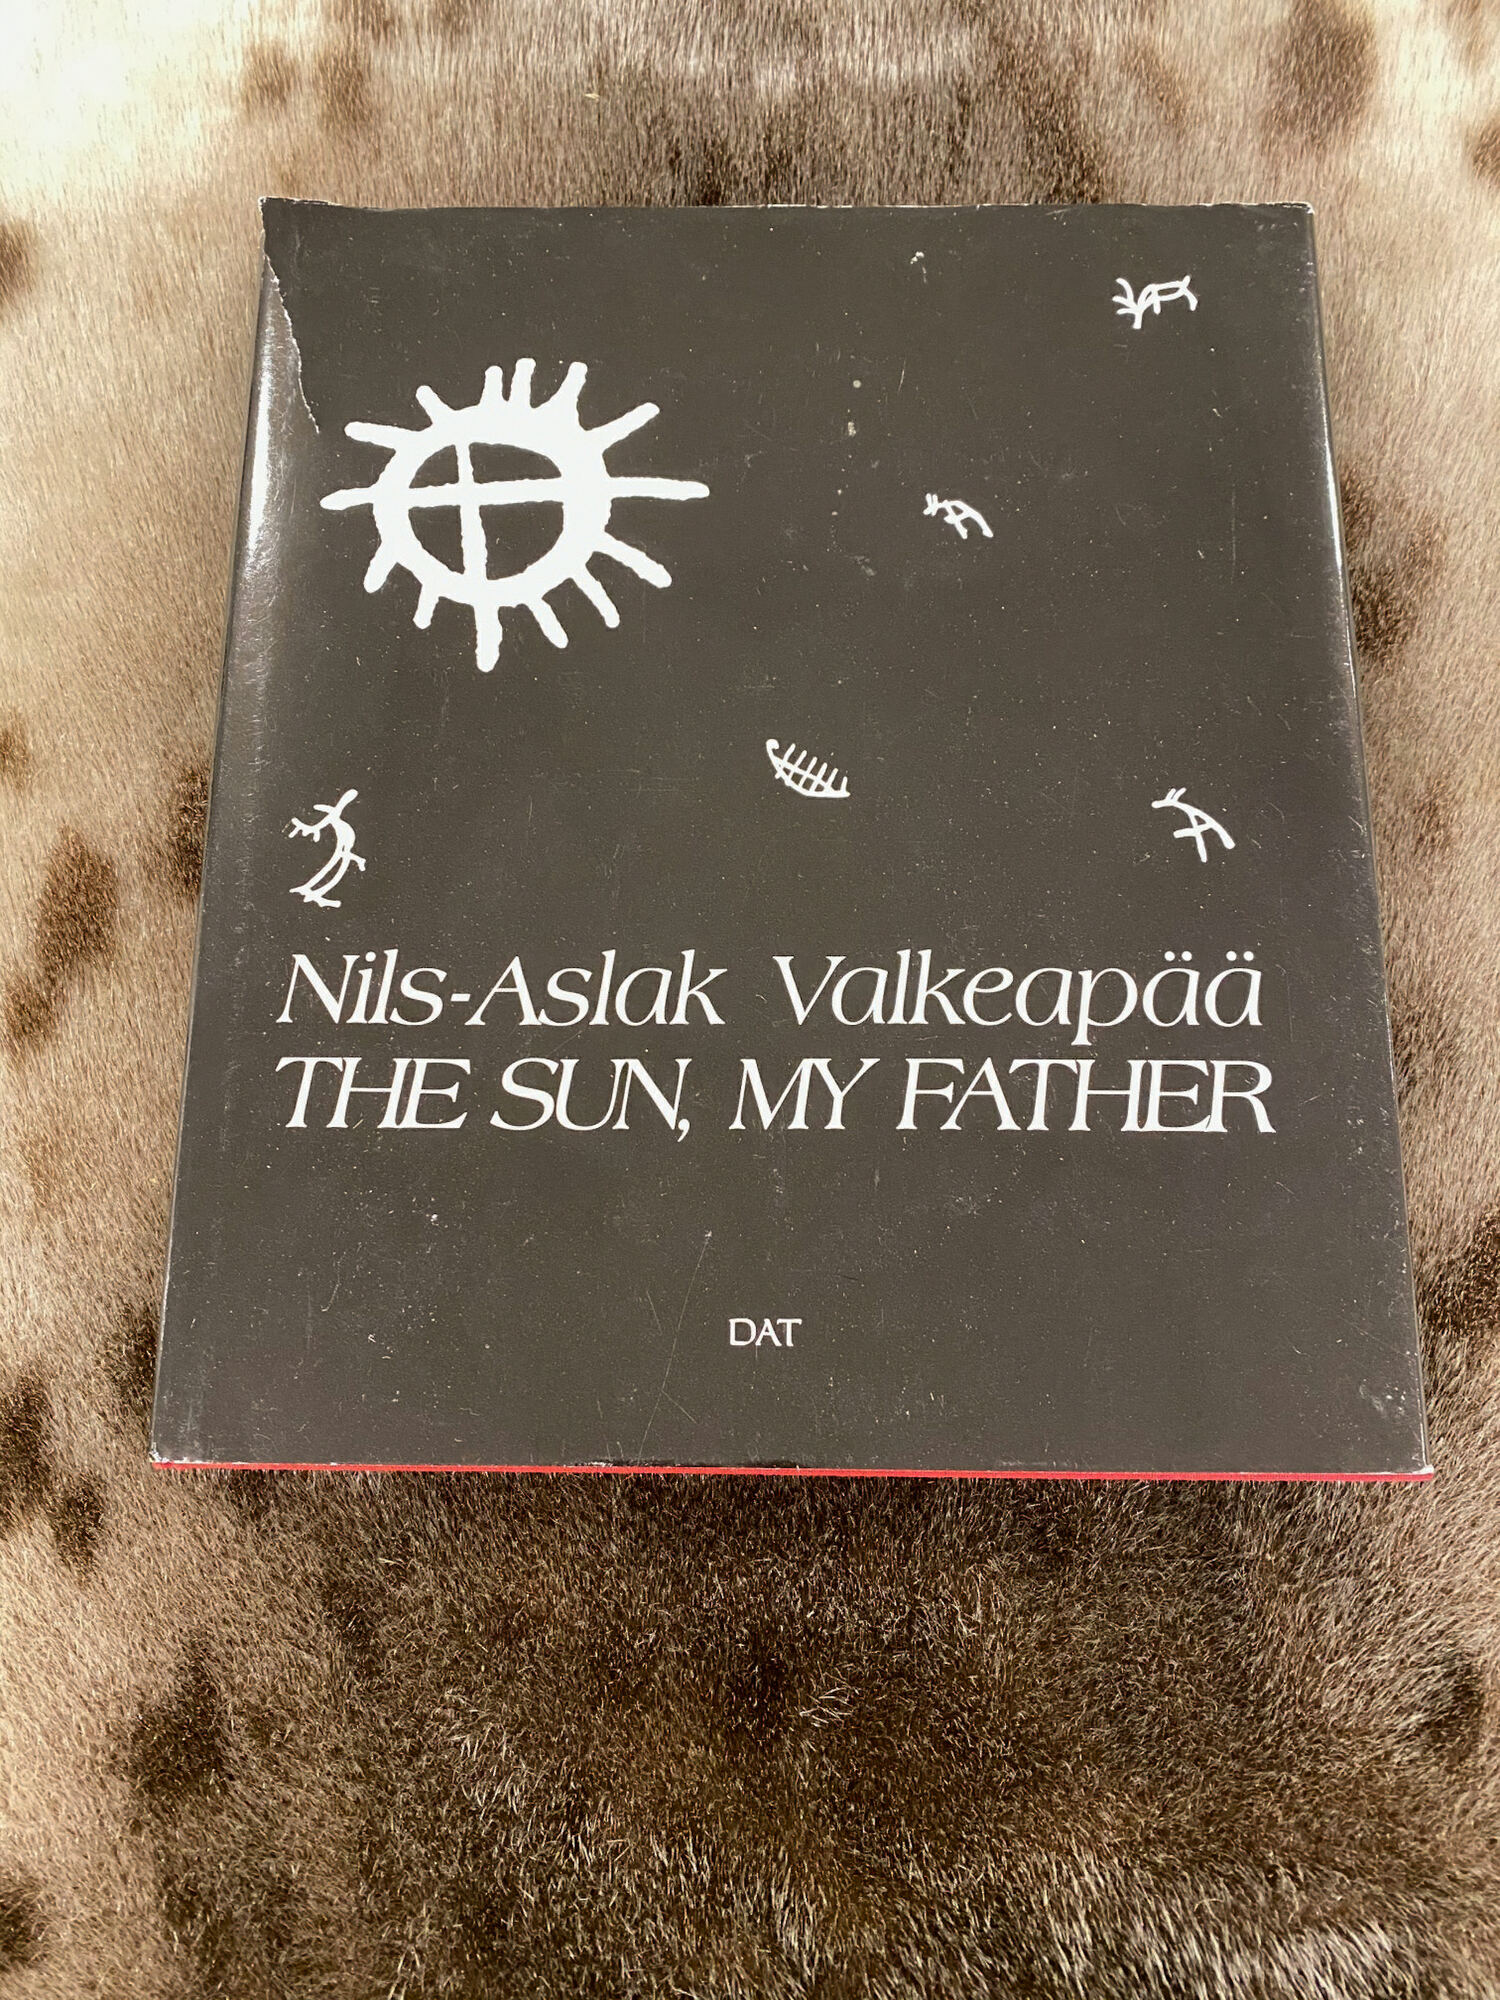 Nils-Aslak Valkeapää
THE SUN, MY FATHER
DAT